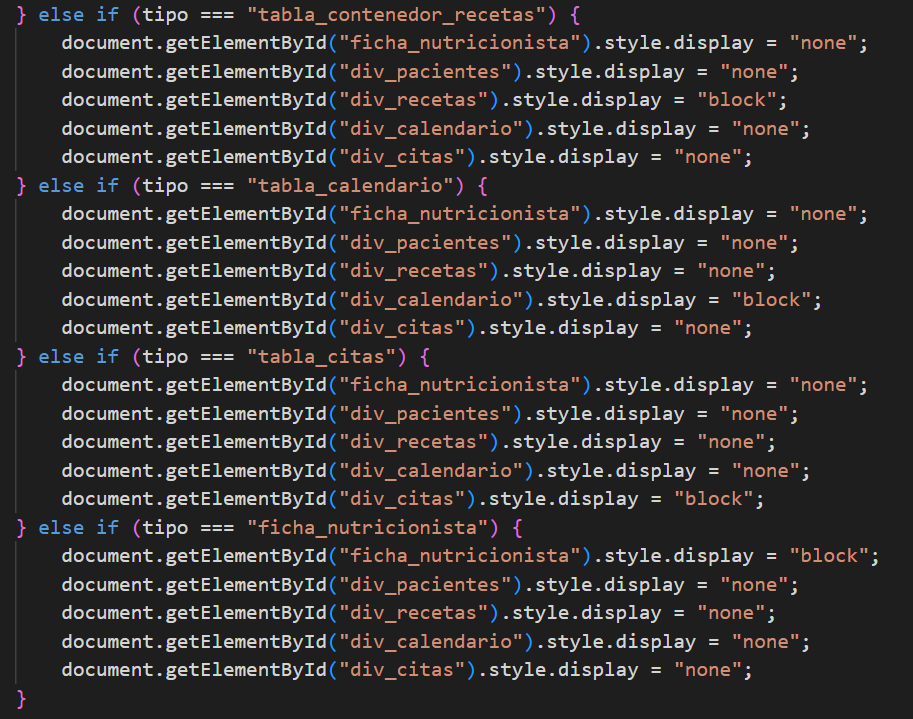 } else if (tipo === "tabla_contenedor_recetas") {
document.getElementById("ficha_nutricionista").style.display = "none";
document.getElementById("div_pacientes").style.display = "none";
document.getElementById("div_recetas").style.display = "block";
document.getElementById("div_calendario").style.display = "none";
document.getElementById("div_citas").style.display = "none";
} else if (tipo === "tabla_calendario") {
document.getElementById("ficha_nutricionista").style.display = "none";
document.getElementById("div_pacientes").style.display = "none";
document.getElementById("div_recetas").style.display = "none";
document.getElementById("div_calendario").style.display = "block";
document.getElementById("div_citas").style.display = "none";
} else if (tipo === "tabla_citas") {
document.getElementById("ficha_nutricionista").style.display = "none";
document.getElementById("div_pacientes").style.display = "none";
document.getElementById("div_recetas").style.display = "none";
document.getElementById("div_calendario").style.display = "none";
document.getElementById("div_citas").style.display = "block";
} else if (tipo === "ficha_nutricionista") {
document.getElementById("ficha_nutricionista").style.display = "block";
document.getElementById("div_pacientes").style.display = "none";
document.getElementById("div_recetas").style.display = "none";
document.getElementById("div_calendario").style.display = "none";
document.getElementById("div_citas").style.display = "none";
}